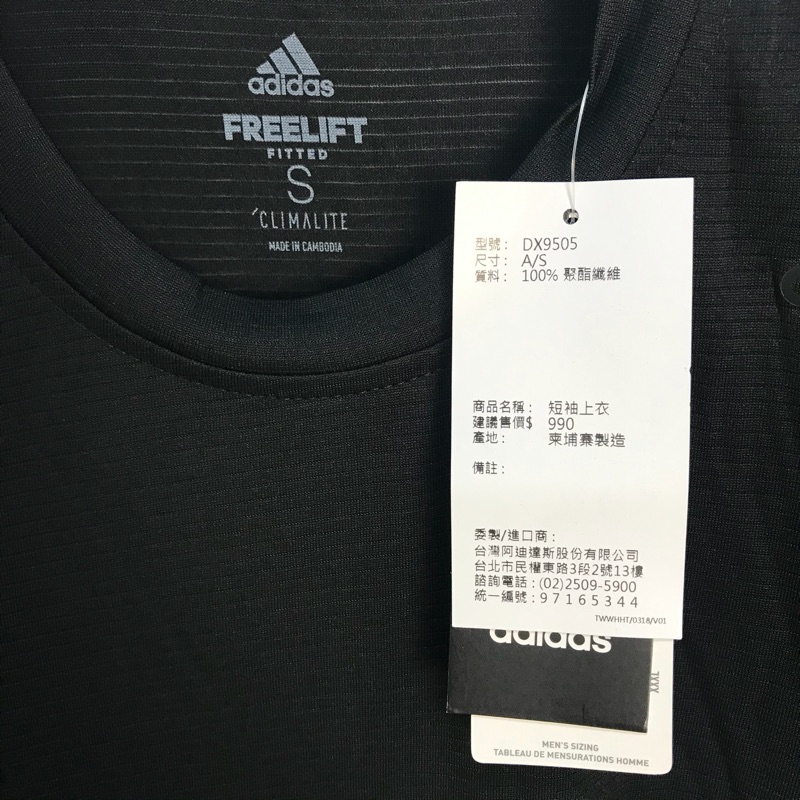 adidas
FREELIFT
FITTED
S
CLIMALITE
MADE IN CAMBODIA
型號: DX9505
尺寸: A/S
質料: 100% 聚酯纖維
商品名稱: 短袖上衣
建議售價$ 990
產地: 柬埔寨製造
備註:
委製/進口商:
台灣阿迪達斯股份有限公司
台北市民權東路3段2號13樓
諮詢電話:(02)2509-5900
統一編號:97165344
TWWHHT/0318/V01
adidas
MEN'S SIZING
TABLEAU DE MENSURATIONS HOMME